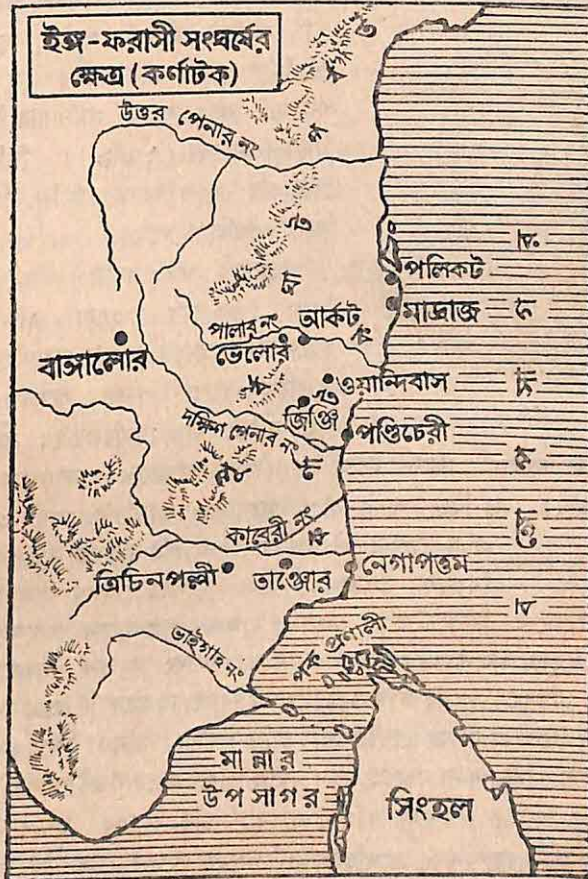 ইঙ্গ-ফরাসী সংঘর্ষের
ক্ষেত্র (কর্ণাটক)
উত্তর পেনার নং
পলিকট
মাদ্রাজ
পালার নং
আর্কট
ভেলোর
বাঙ্গালোর
ওয়ান্দিবাস
জিঞ্জি
পণ্ডিচেরী
দক্ষিণ পেনার নং
কাবেরী নং
ত্রিচিনপল্লী
তাঞ্জোর
নেগাপত্তম
ভাইগাই নং
পক প্রণালী
মান্নার
উপসাগর
সিংহল